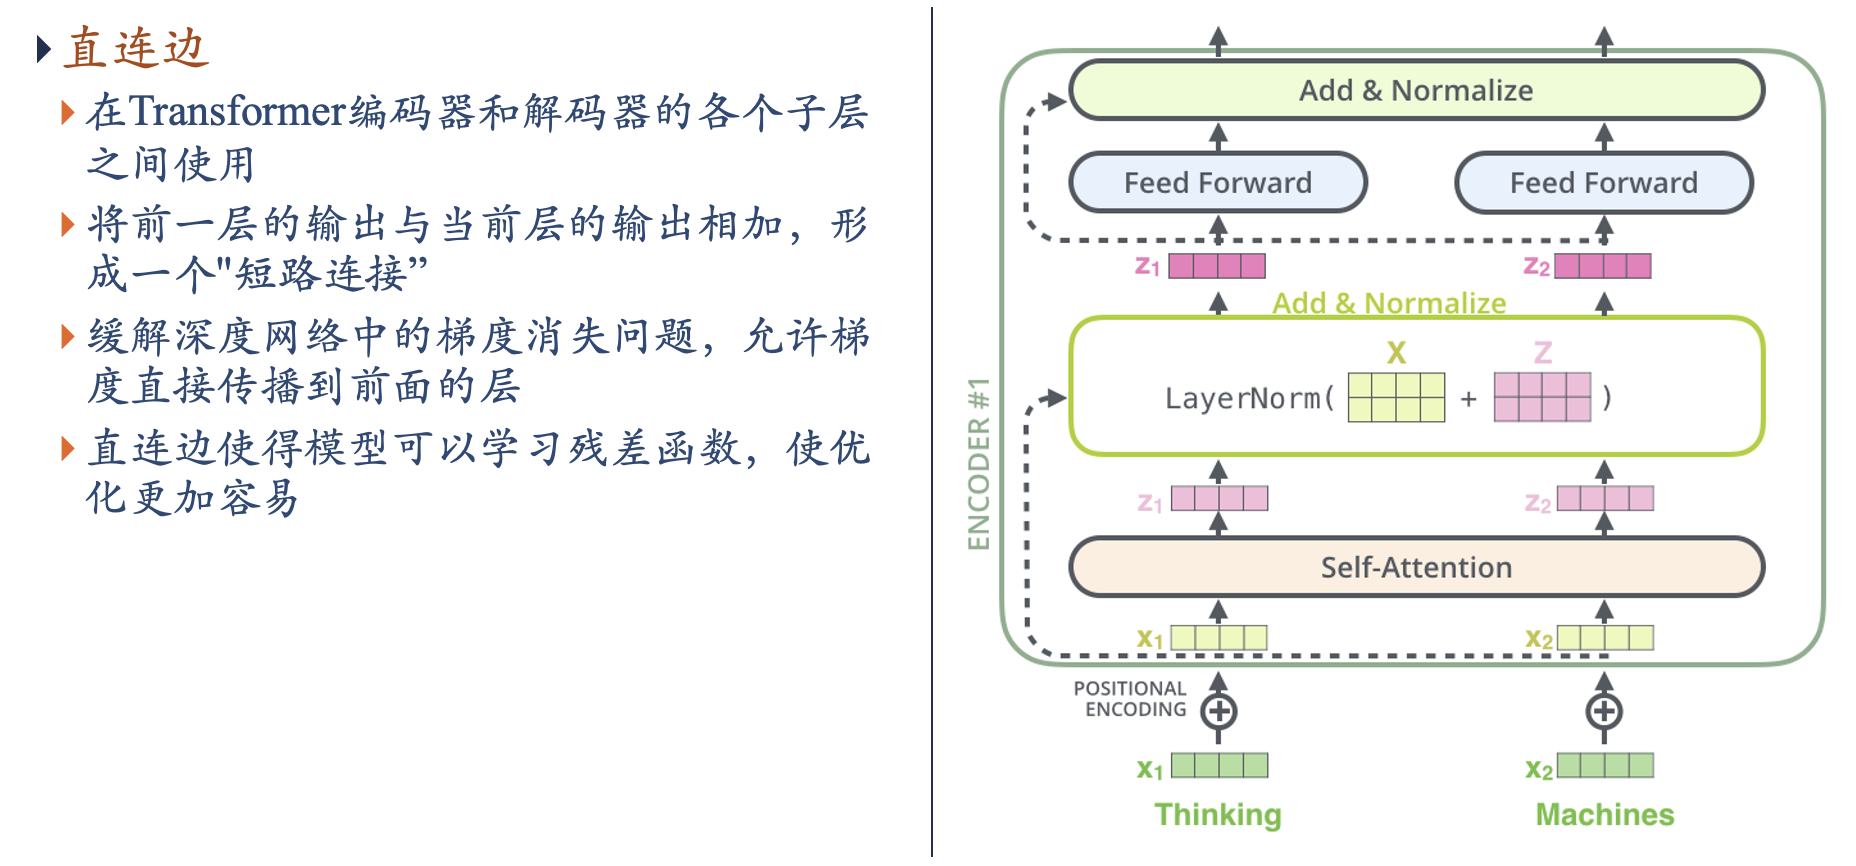 直连边
在Transformer编码器和解码器的各个子层
之间使用
将前一层的输出与当前层的输出相加，形
成一个"短路连接”
缓解深度网络中的梯度消失问题，允许梯
度直接传播到前面的层
直连边使得模型可以学习残差函数，使优
化更加容易
Add & Normalize
Feed Forward Feed Forward
z1 z2
Add & Normalize
X Z
LayerNorm( + )
ENCODER #1
z1 z2
Self-Attention
x1 x2
POSITIONAL
ENCODING
x1 x2
Thinking Machines